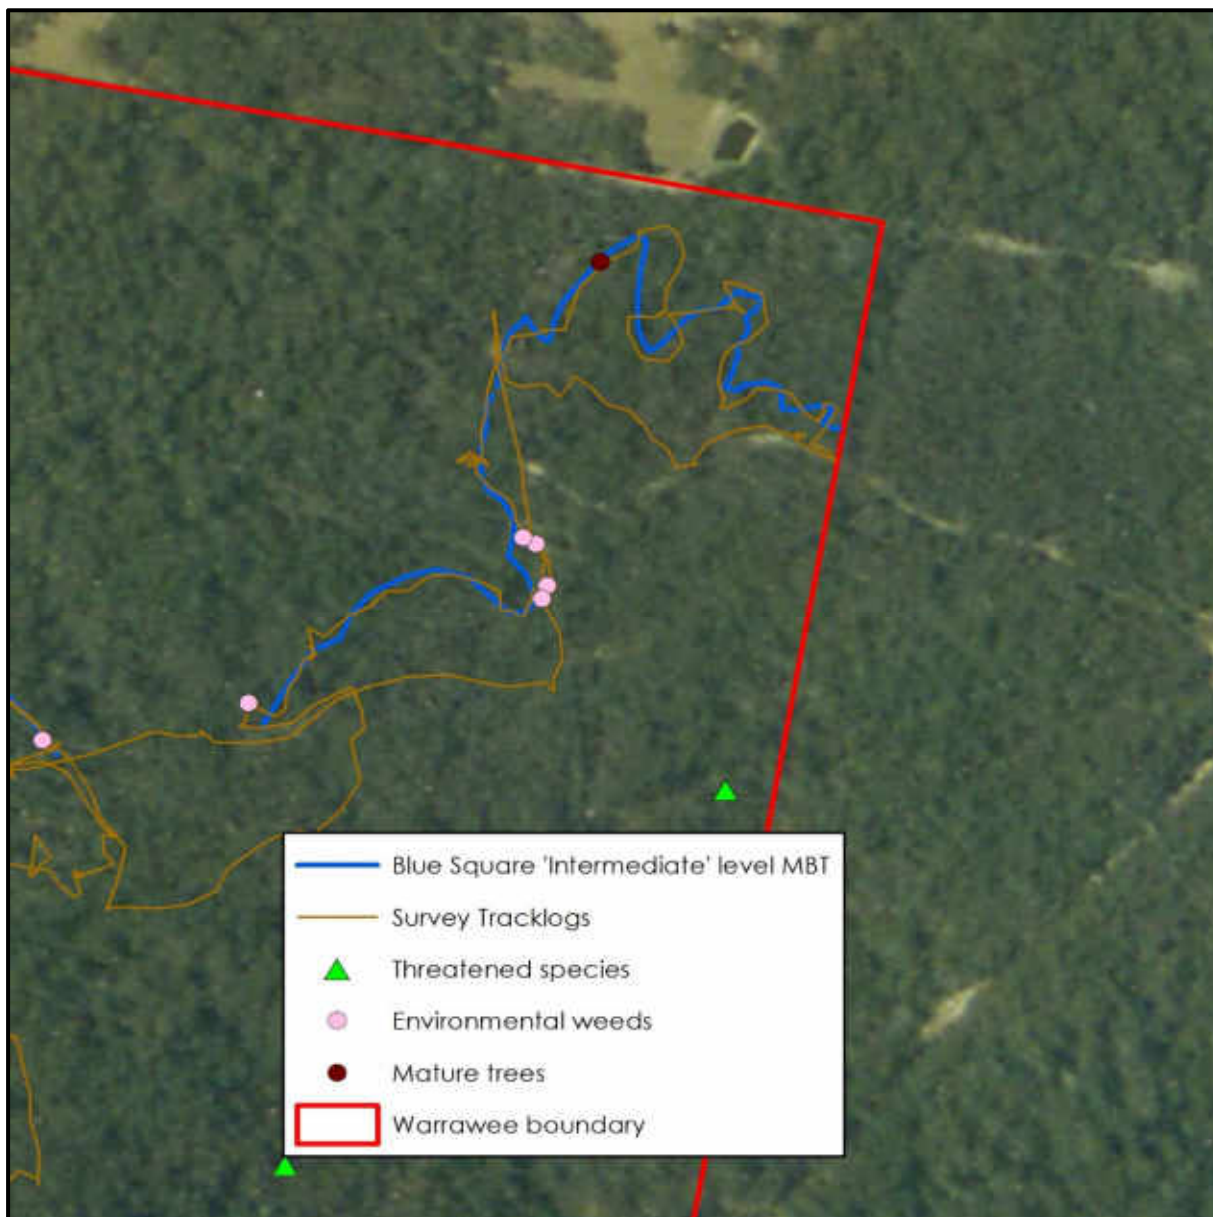 Blue Square 'Intermediate' level MBT
Survey Tracklogs
Threatened species
Environmental weeds
Mature trees
Warrawee boundary